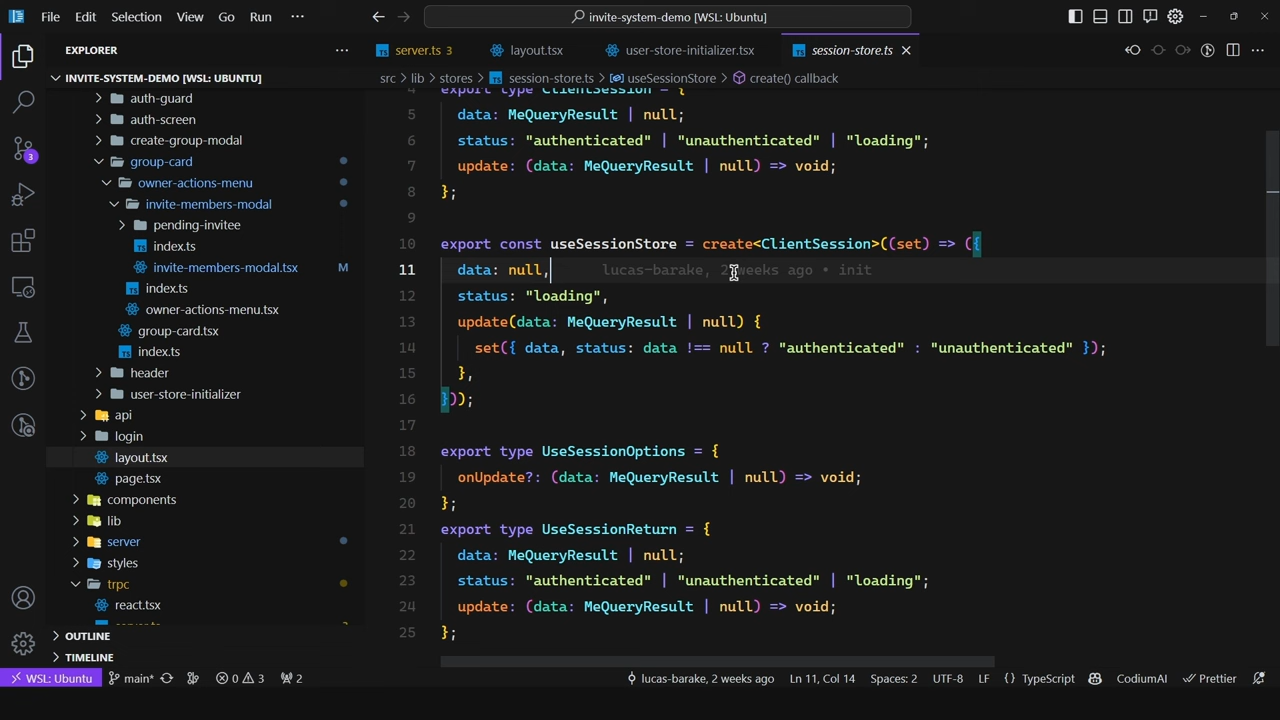 File Edit Selection View Go Run ⋯
invite-system-demo [WSL: Ubuntu]
EXPLORER
INVITE-SYSTEM-DEMO [WSL: UBUNTU]
auth-guard
auth-screen
create-group-modal
group-card
owner-actions-menu
invite-members-modal
pending-invitee
index.ts
invite-members-modal.tsx M
index.ts
owner-actions-menu.tsx
group-card.tsx
index.ts
header
user-store-initializer
api
login
layout.tsx
page.tsx
components
lib
server
styles
trpc
react.tsx
OUTLINE
TIMELINE
server.ts 3 layout.tsx user-store-initializer.tsx session-store.ts
src > lib > stores > session-store.ts > useSessionStore > create() callback
4 export type ClientSession = {
5 data: MeQueryResult | null;
6 status: "authenticated" | "unauthenticated" | "loading";
7 update: (data: MeQueryResult | null) => void;
8 };
9
10 export const useSessionStore = create<ClientSession>((set) => ({
11 data: null, lucas-barake, 2 weeks ago • init
12 status: "loading",
13 update(data: MeQueryResult | null) {
14 set({ data, status: data !== null ? "authenticated" : "unauthenticated" });
15 },
16 }));
17
18 export type UseSessionOptions = {
19 onUpdate?: (data: MeQueryResult | null) => void;
20 };
21 export type UseSessionReturn = {
22 data: MeQueryResult | null;
23 status: "authenticated" | "unauthenticated" | "loading";
24 update: (data: MeQueryResult | null) => void;
25 };
3
WSL: Ubuntu main* 0 3 2 lucas-barake, 2 weeks ago Ln 11, Col 14 Spaces: 2 UTF-8 LF {} TypeScript CodiumAI Prettier